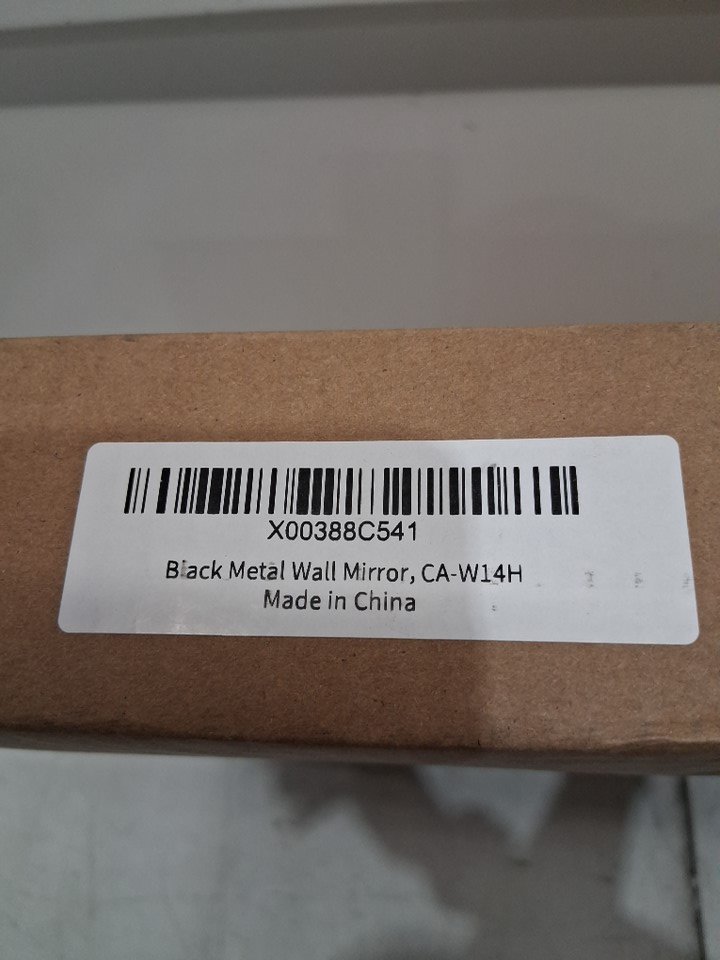 X00388C541
Black Metal Wall Mirror, CA-W14H
Made in China